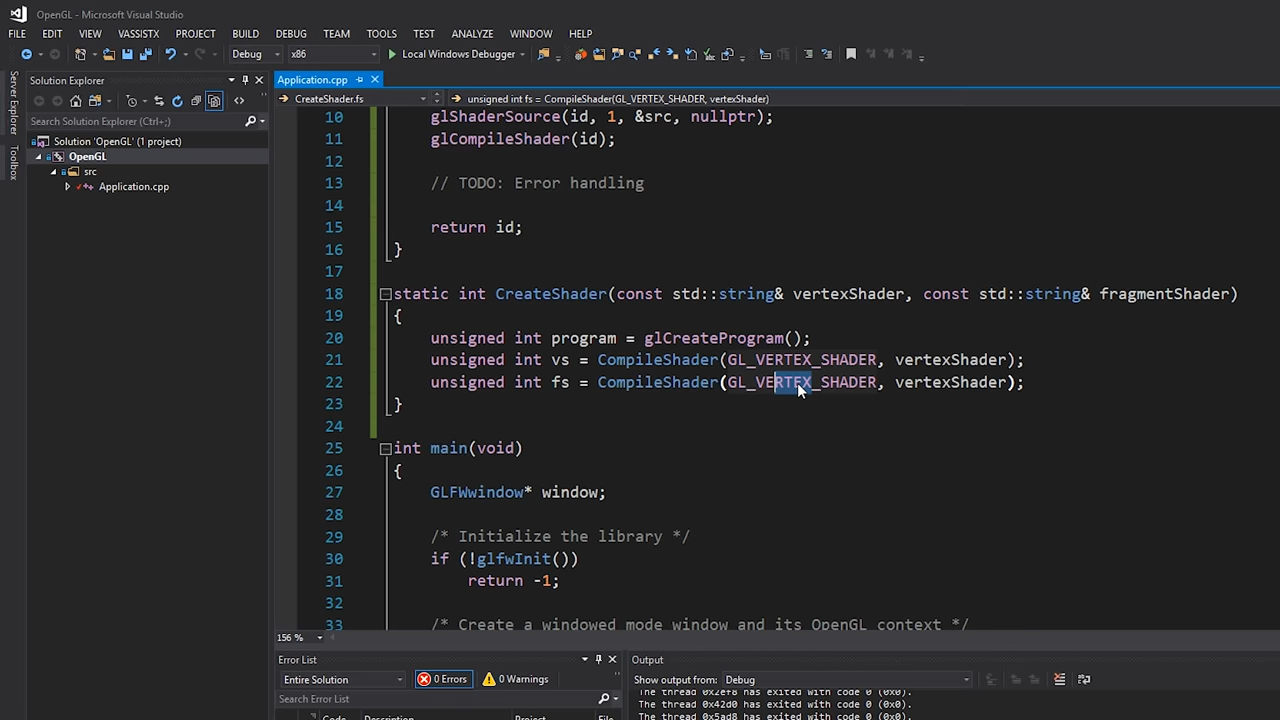 OpenGL - Microsoft Visual Studio
FILE EDIT VIEW VASSISTX PROJECT BUILD DEBUG TEAM TOOLS TEST ANALYZE WINDOW HELP
Debug x86 Local Windows Debugger
Server Explorer
Toolbox
Solution Explorer
Search Solution Explorer (Ctrl+;)
Solution 'OpenGL' (1 project)
OpenGL
src
Application.cpp
Application.cpp
CreateShader.fs unsigned int fs = CompileShader(GL_VERTEX_SHADER, vertexShader)
10 glShaderSource(id, 1, &src, nullptr);
11 glCompileShader(id);
12
13 // TODO: Error handling
14
15 return id;
16 }
17
18 static int CreateShader(const std::string& vertexShader, const std::string& fragmentShader)
19 {
20 unsigned int program = glCreateProgram();
21 unsigned int vs = CompileShader(GL_VERTEX_SHADER, vertexShader);
22 unsigned int fs = CompileShader(GL_VERTEX_SHADER, vertexShader);
23 }
24
25 int main(void)
26 {
27 GLFWwindow* window;
28
29 /* Initialize the library */
30 if (!glfwInit())
31 return -1;
32
33 /* Create a windowed mode window and its OpenGL context */
156 %
Error List
Entire Solution 0 Errors 0 Warnings
Search Error List
Code Description Project File
Output
Show output from: Debug
The thread 0x2ef8 has exited with code 0 (0x0).
The thread 0x42d0 has exited with code 0 (0x0).
The thread 0x5ad8 has exited with code 0 (0x0).